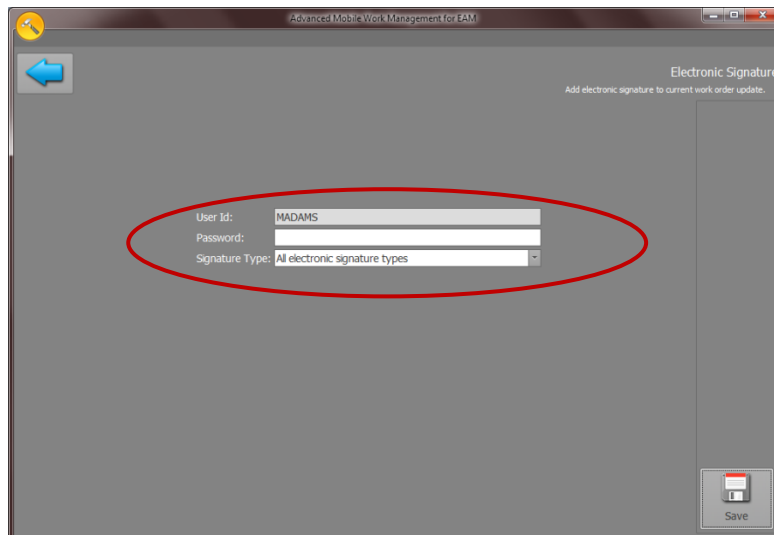 Advanced Mobile Work Management for EAM
Electronic Signature
Add electronic signature to current work order update.
User Id: MADAMS
Password:
Signature Type: All electronic signature types
Save